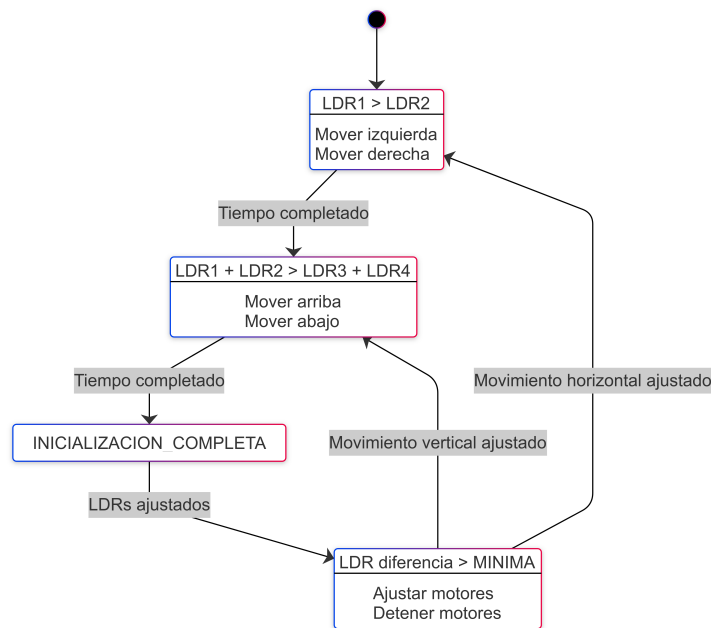 LDR1 > LDR2
Mover izquierda
Mover derecha
Tiempo completado
LDR1 + LDR2 > LDR3 + LDR4
Mover arriba
Mover abajo
Tiempo completado
Movimiento horizontal ajustado
INICIALIZACION_COMPLETA
Movimiento vertical ajustado
LDRs ajustados
LDR diferencia > MINIMA
Ajustar motores
Detener motores